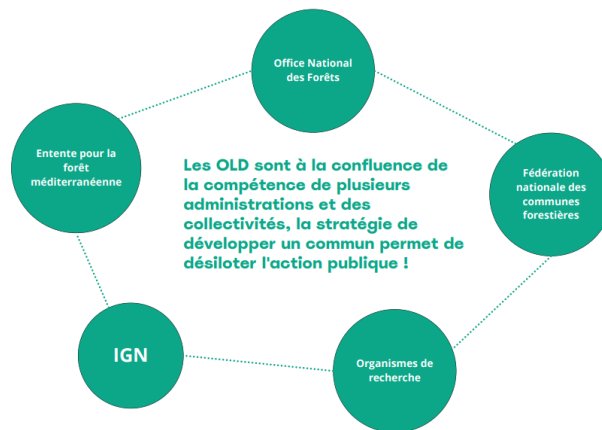 Office National
des Forêts
Entente pour la
forêt
méditerranéenne
Les OLD sont à la confluence de
la compétence de plusieurs
administrations et des
collectivités, la stratégie de
développer un commun permet de
désiloter l'action publique !
Fédération
nationale des
communes
forestières
IGN
Organismes de
recherche